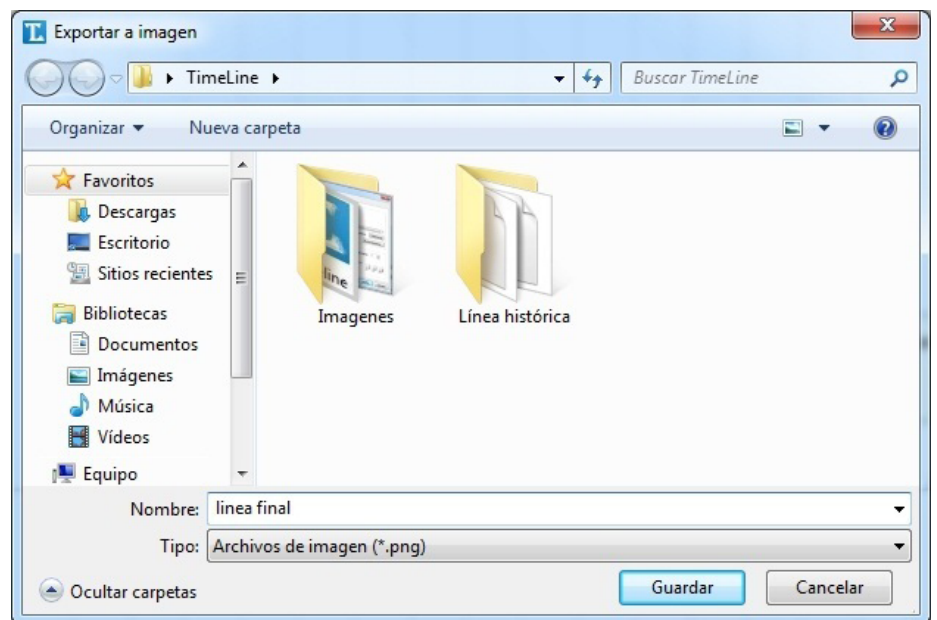 Exportar a imagen
TimeLine
Buscar TimeLine
Organizar
Nueva carpeta
Favoritos
Descargas
Escritorio
Sitios recientes
Bibliotecas
Documentos
Imágenes
Música
Vídeos
Equipo
line
Imagenes
Línea histórica
Nombre: linea final
Tipo: Archivos de imagen (*.png)
Ocultar carpetas
Guardar
Cancelar